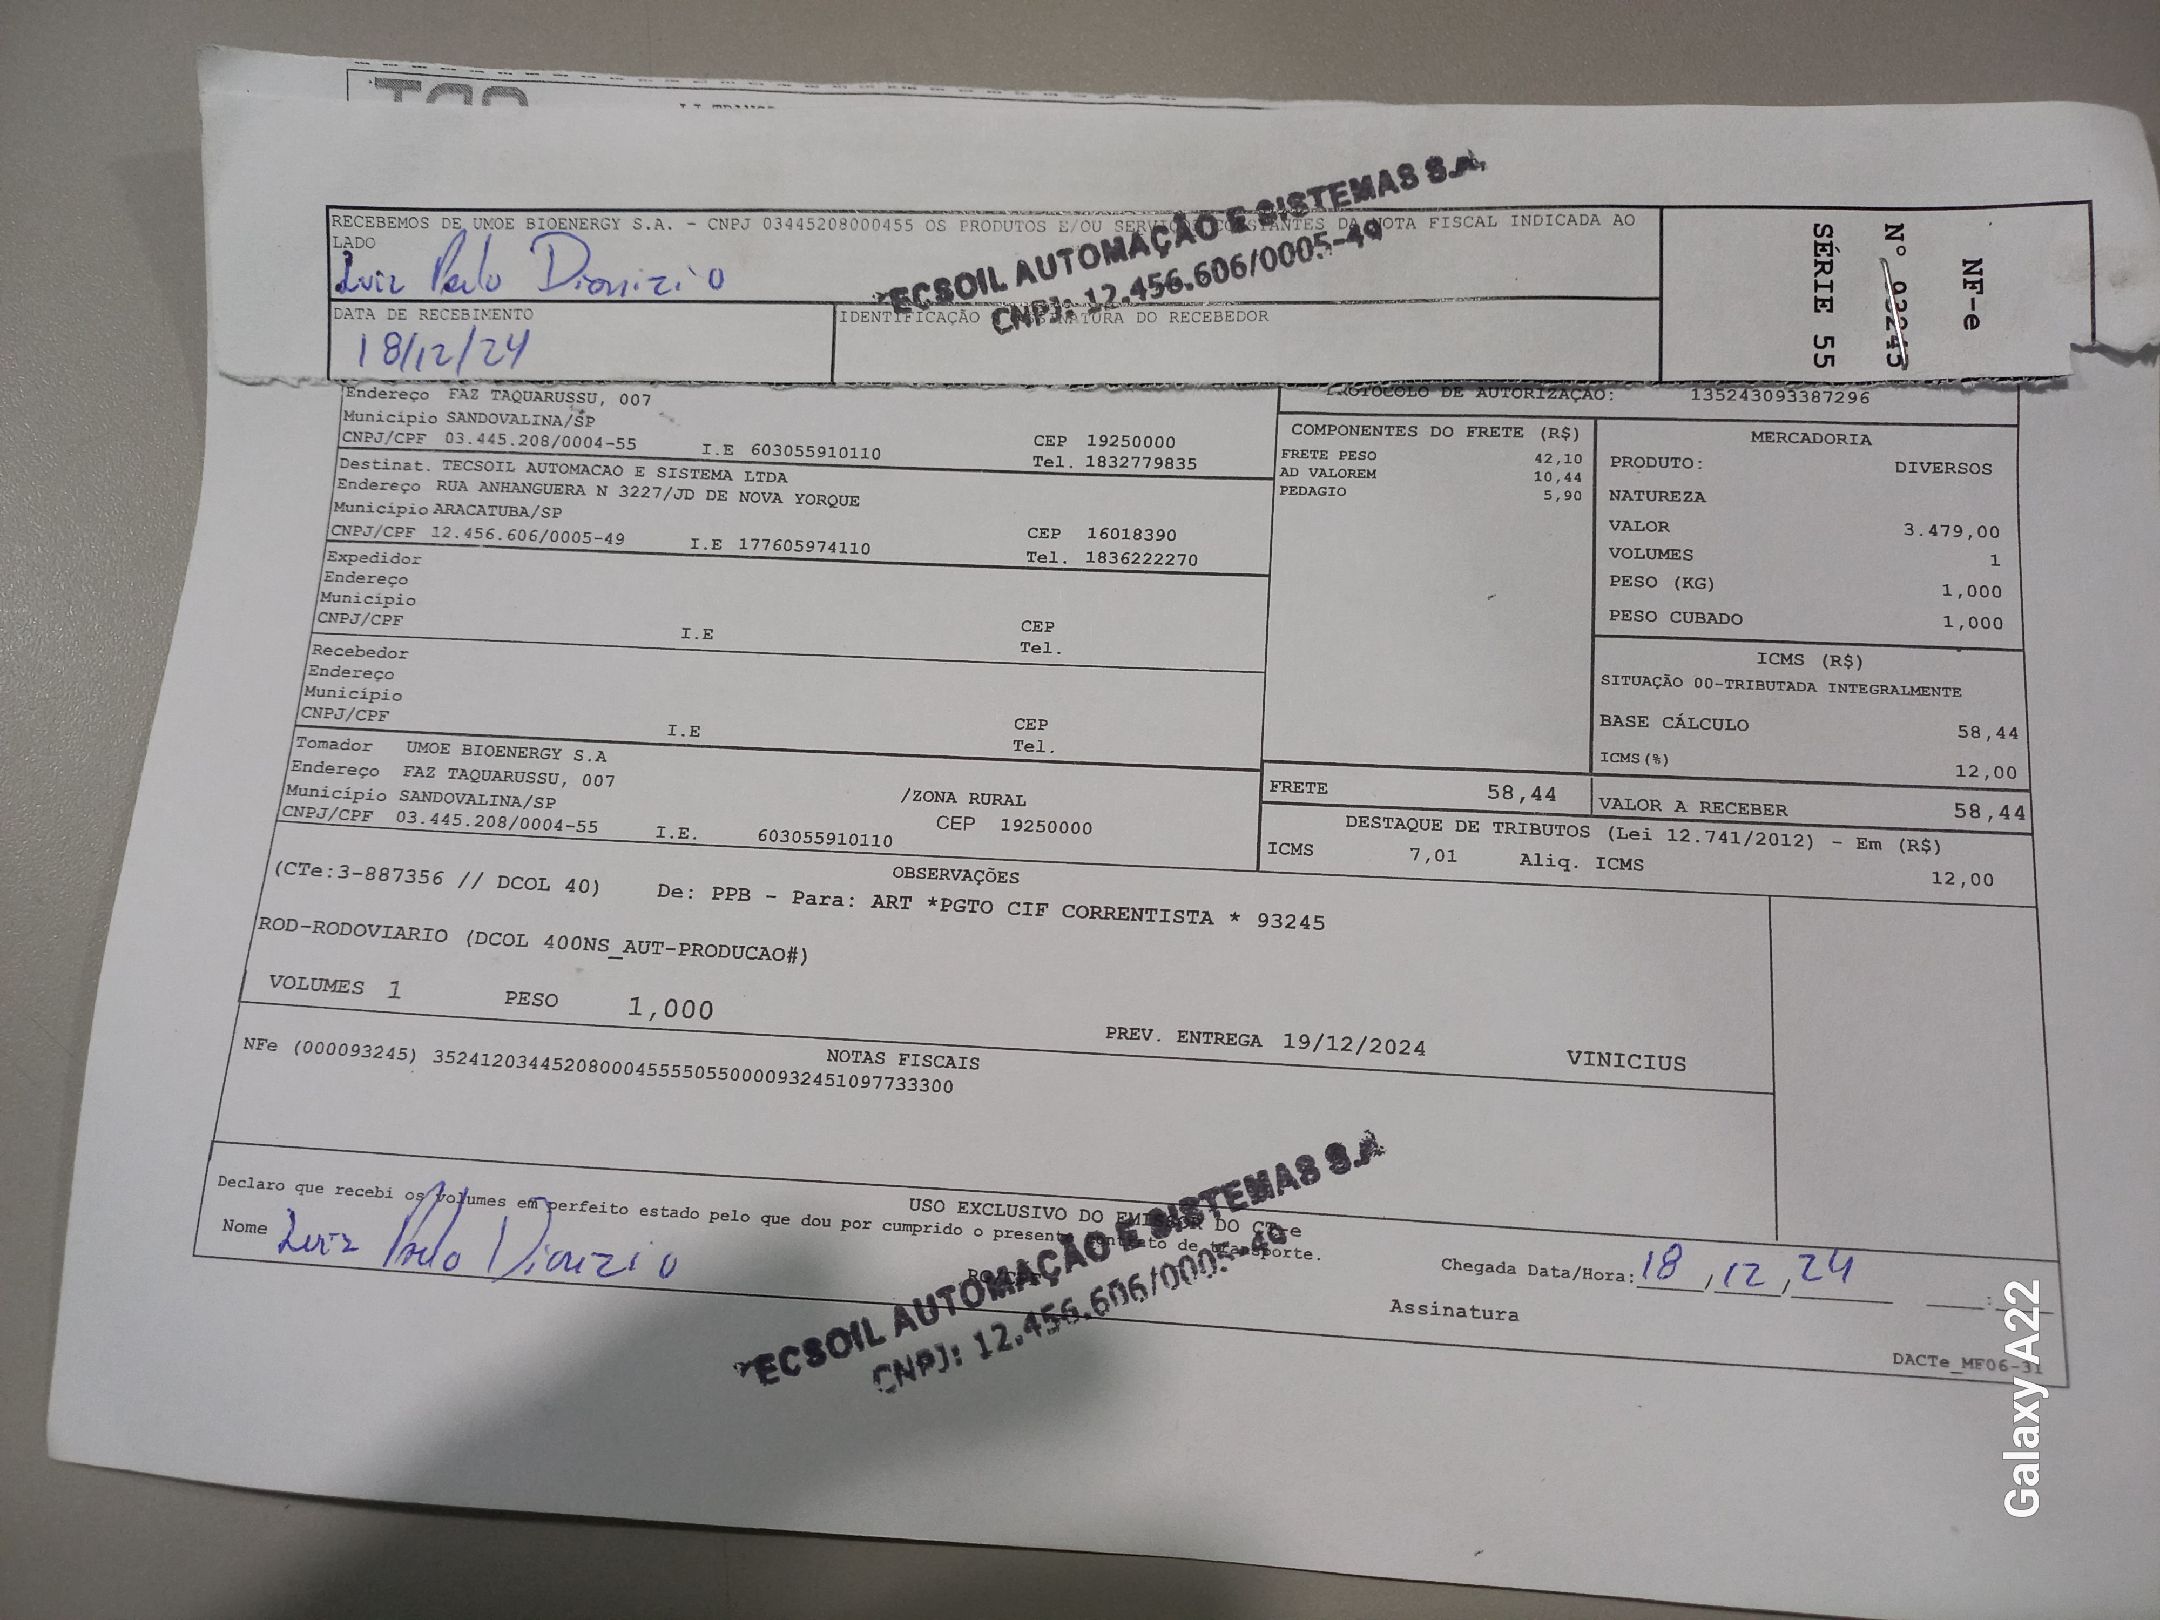 RECEBEMOS DE UMOE BIOENERGY S.A. - CNPJ 03445208000455 OS PRODUTOS E/OU SERVIÇOS CONSTANTES DA NOTA FISCAL INDICADA AO
LADO
Luiz Paulo Dionizio
TECSOIL AUTOMAÇÃO E SISTEMAS S.A.
CNPJ: 12.456.606/0005-49
DATA DE RECEBIMENTO
18/12/24
IDENTIFICAÇÃO E ASSINATURA DO RECEBEDOR
NF-e
Nº 93245
SÉRIE 55
Endereço FAZ TAQUARUSSU, 007
Município SANDOVALINA/SP
CNPJ/CPF 03.445.208/0004-55 I.E 603055910110
CEP 19250000
Tel. 1832779835
PROTOCOLO DE AUTORIZAÇÃO: 135243093387296
Destinat. TECSOIL AUTOMACAO E SISTEMA LTDA
Endereço RUA ANHANGUERA N 3227/JD DE NOVA YORQUE
Município ARACATUBA/SP
CNPJ/CPF 12.456.606/0005-49 I.E 177605974110
CEP 16018390
Tel. 1836222270
Expedidor
Endereço
Município
CNPJ/CPF I.E
CEP
Tel.
Recebedor
Endereço
Município
CNPJ/CPF I.E
CEP
Tel.
Tomador UMOE BIOENERGY S.A
Endereço FAZ TAQUARUSSU, 007 /ZONA RURAL
Município SANDOVALINA/SP CEP 19250000
CNPJ/CPF 03.445.208/0004-55 I.E. 603055910110
COMPONENTES DO FRETE (R$)
FRETE PESO 42,10
AD VALOREM 10,44
PEDAGIO 5,90
MERCADORIA
PRODUTO: DIVERSOS
NATUREZA
VALOR 3.479,00
VOLUMES 1
PESO (KG) 1,000
PESO CUBADO 1,000
ICMS (R$)
SITUAÇÃO 00-TRIBUTADA INTEGRALMENTE
BASE CÁLCULO 58,44
ICMS(%) 12,00
FRETE 58,44
VALOR A RECEBER 58,44
DESTAQUE DE TRIBUTOS (Lei 12.741/2012) - Em (R$)
ICMS 7,01 Aliq. ICMS 12,00
OBSERVAÇÕES
(CTe:3-887356 // DCOL 40) De: PPB - Para: ART *PGTO CIF CORRENTISTA * 93245
ROD-RODOVIARIO (DCOL 400NS_AUT-PRODUCAO#)
VOLUMES 1 PESO 1,000
PREV. ENTREGA 19/12/2024 VINICIUS
NOTAS FISCAIS
NFe (000093245) 35241203445208000455550550000932451097733300
USO EXCLUSIVO DO EMISSOR DO CT-e
Declaro que recebi os volumes em perfeito estado pelo que dou por cumprido o presente contrato de transporte.
Nome Luiz Paulo Dionizio
Chegada Data/Hora: 18/12/24 __:__
Assinatura
TECSOIL AUTOMAÇÃO E SISTEMAS S.A
CNPJ: 12.456.606/0005-49
DACTe_MF06-31
Galaxy A22